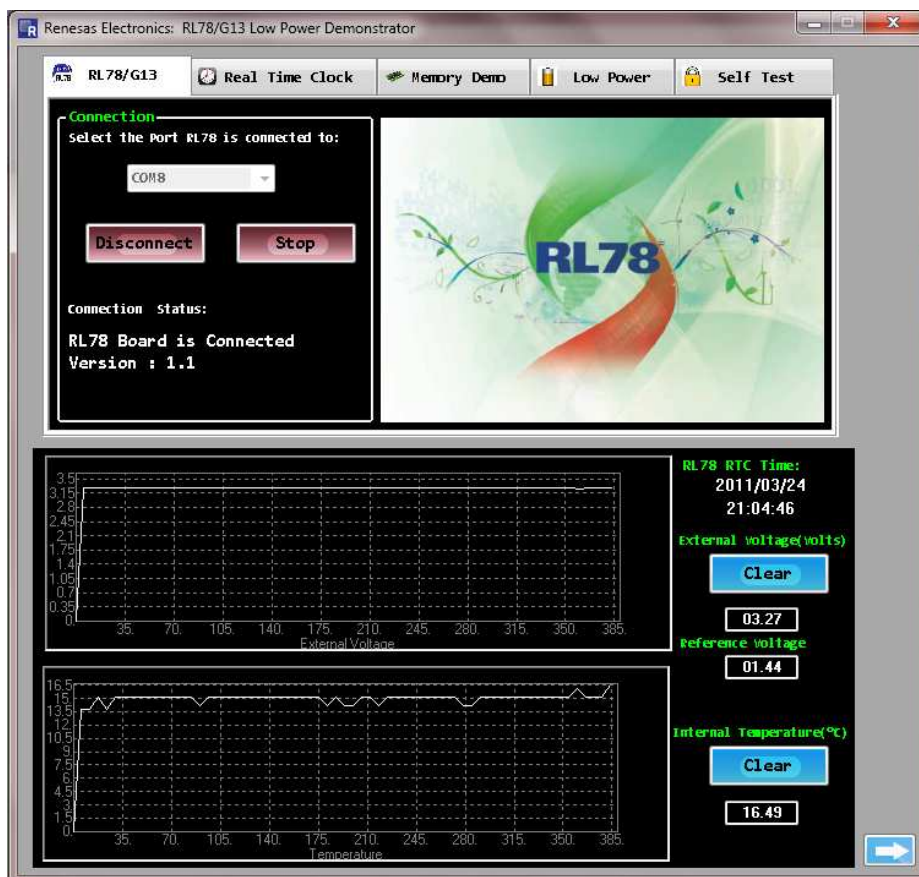 Renesas Electronics: RL78/G13 Low Power Demonstrator
RL78/G13
Real Time Clock
Memory Demo
Low Power
Self Test
Connection
Select the Port RL78 is connected to:
COM8
Disconnect
Stop
Connection Status:
RL78 Board is Connected
Version : 1.1
RL78
3.5
3.15
2.8
2.45
2.1
1.75
1.4
1.05
0.7
0.35
0.
35. 70. 105. 140. 175. 210. 245. 280. 315. 350. 385.
External Voltage
RL78 RTC Time:
2011/03/24
21:04:46
External Voltage(Volts)
Clear
03.27
Reference Voltage
01.44
16.5
15.
13.5
12.
10.5
9.
7.5
6.
4.5
3.
1.5
0.
35. 70. 105. 140. 175. 210. 245. 280. 315. 350. 385.
Temperature
Internal Temperature(°C)
Clear
16.49